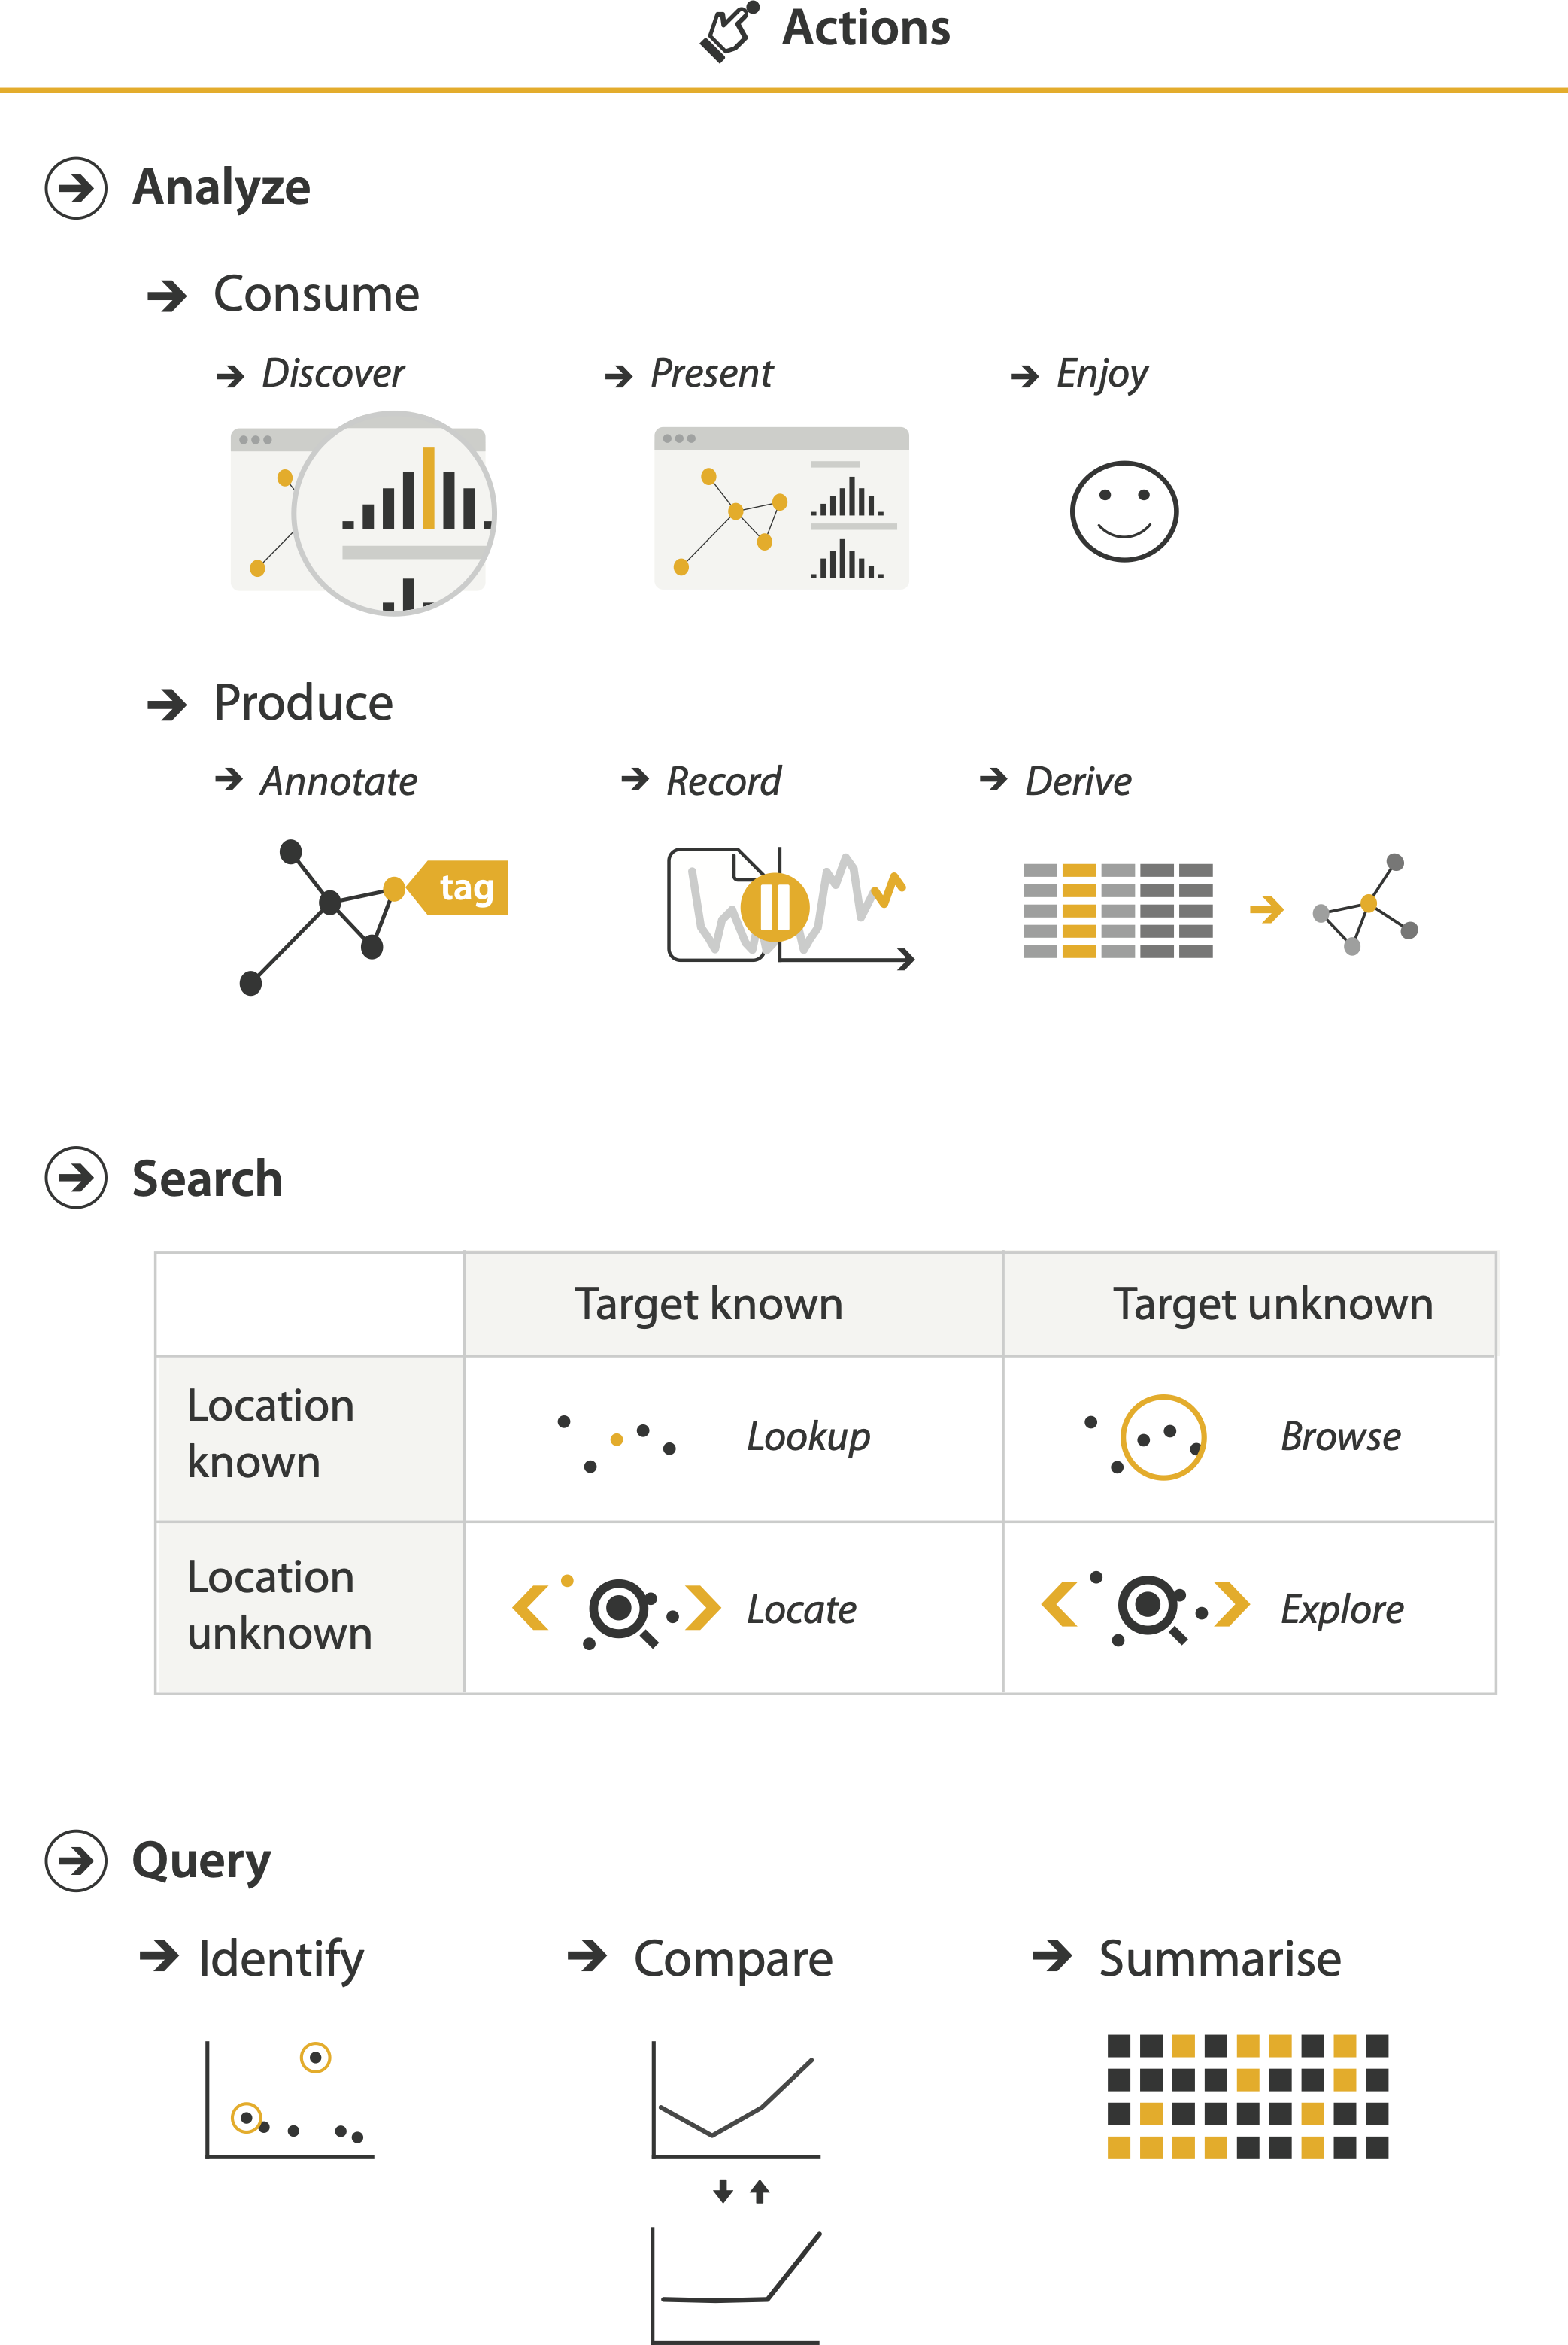 Actions
Analyze
Consume
Discover
Present
Enjoy
Produce
Annotate
Record
Derive
tag
Search
Target known
Target unknown
Location
known
Lookup
Browse
Location
unknown
Locate
Explore
Query
Identify
Compare
Summarise